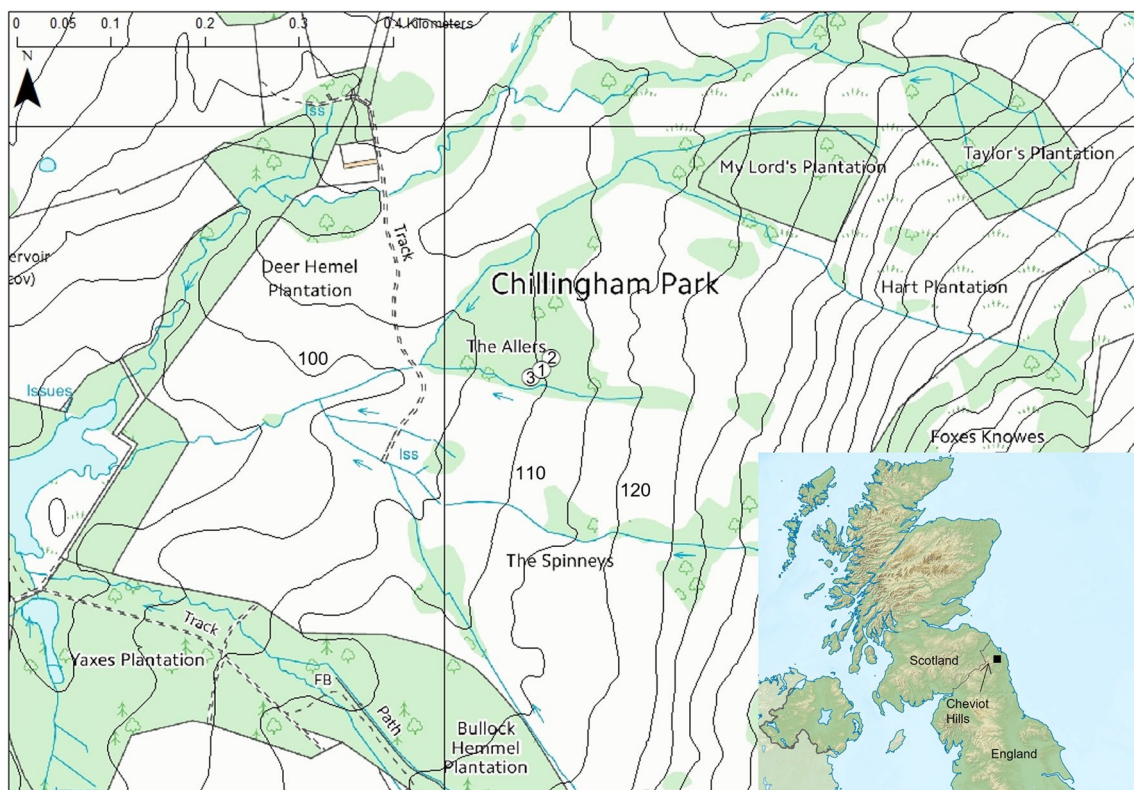 0 0.05 0.1 0.2 0.3 0.4 Kilometers
N
Iss
Taylor's Plantation
My Lord's Plantation
Track
ervoir
cov)
Deer Hemel
Plantation
Chillingham Park
Hart Plantation
The Allers
2
1
3
100
Issues
Foxes Knowes
Iss
110
120
The Spinneys
Track
Yaxes Plantation
FB
Path
Bullock
Hemmel
Plantation
Scotland
Cheviot
Hills
England